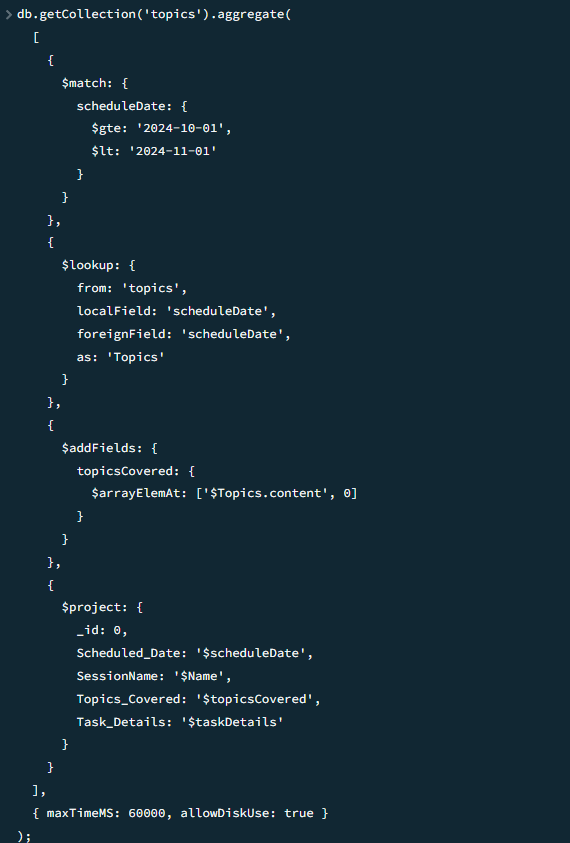 db.getCollection('topics').aggregate(
[
{
$match: {
scheduleDate: {
$gte: '2024-10-01',
$lt: '2024-11-01'
}
}
},
{
$lookup: {
from: 'topics',
localField: 'scheduleDate',
foreignField: 'scheduleDate',
as: 'Topics'
}
},
{
$addFields: {
topicsCovered: {
$arrayElemAt: ['$Topics.content', 0]
}
}
},
{
$project: {
_id: 0,
Scheduled_Date: '$scheduleDate',
SessionName: '$Name',
Topics_Covered: '$topicsCovered',
Task_Details: '$taskDetails'
}
}
],
{ maxTimeMS: 60000, allowDiskUse: true }
);